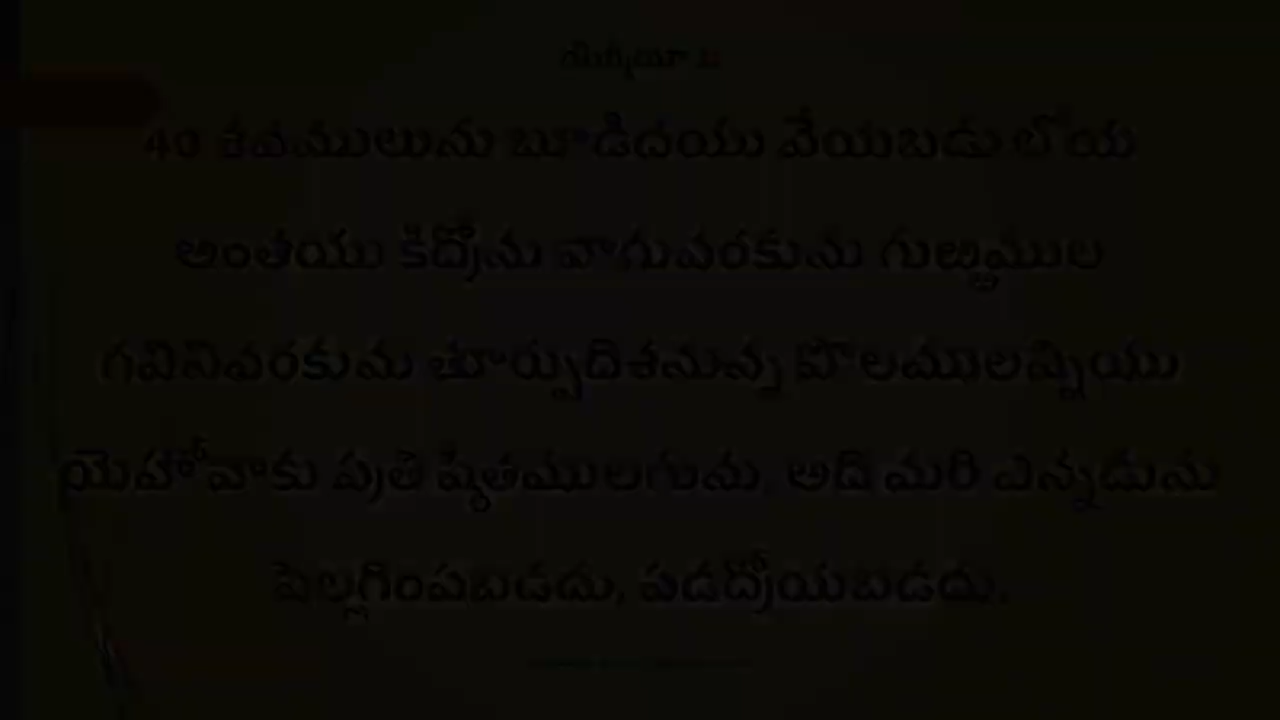 యిర్మియా
40 శవములును బూడిదయు వేయబడు లోయ
అంతయు కిద్రోను వాగువరకును గుఱ్ఱముల
గవినివరకును తూర్పుదిశనున్న పొలములన్నియు
యెహోవాకు ప్రతి ష్ఠితములగును. అది మరి ఎన్నడును
పెల్లగింపబడదు, పడద్రోయబడదు.